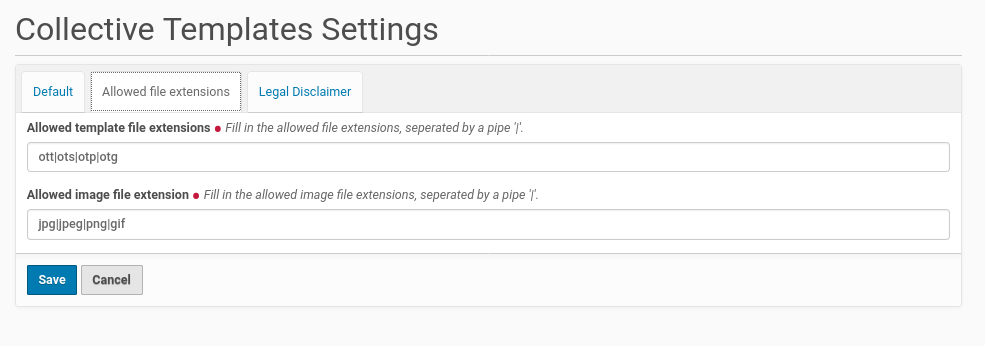 Collective Templates Settings
Default Allowed file extensions Legal Disclaimer
Allowed template file extensions • Fill in the allowed file extensions, seperated by a pipe '|'.
ott|ots|otp|otg
Allowed image file extension • Fill in the allowed image file extensions, seperated by a pipe '|'.
jpg|jpeg|png|gif
Save Cancel